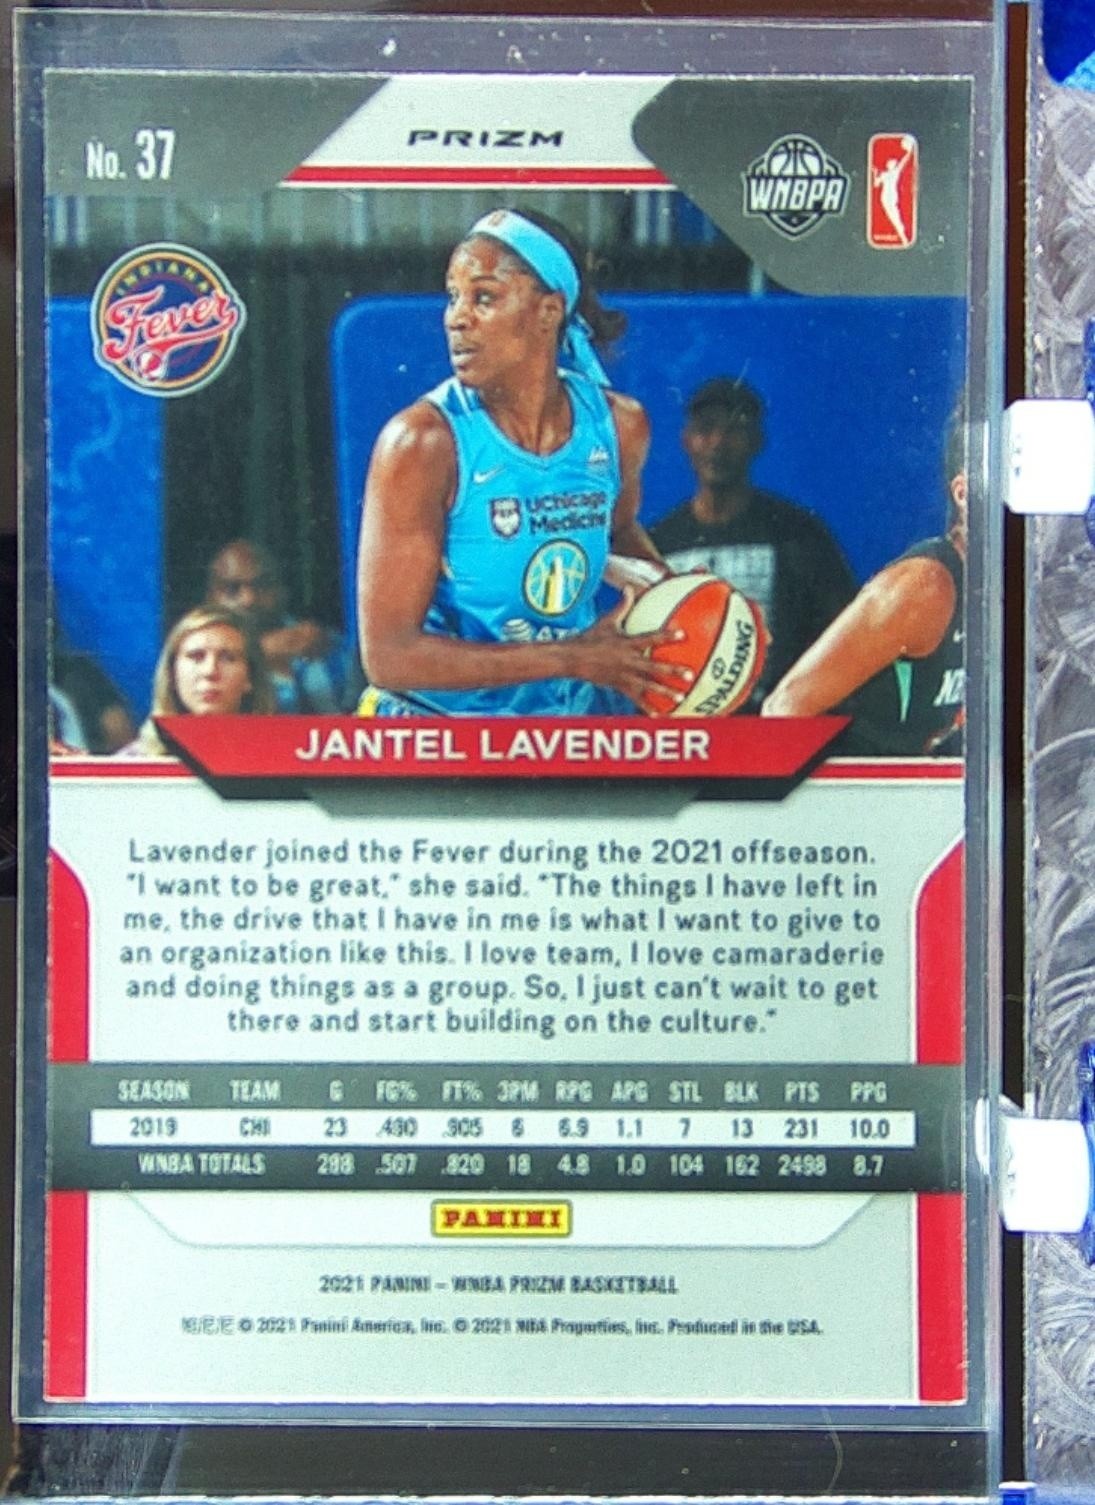 No. 37
PRIZM
WNBPA
INDIANA
Fever
UChicago
Medicine
SPALDING
JANTEL LAVENDER
Lavender joined the Fever during the 2021 offseason.
"I want to be great," she said. "The things I have left in
me, the drive that I have in me is what I want to give to
an organization like this. I love team, I love camaraderie
and doing things as a group. So, I just can't wait to get
there and start building on the culture."
SEASON TEAM G FG% FT% 3PM RPG APG STL BLK PTS PPG
2019 CHI 23 .490 .905 6 6.9 1.1 7 13 231 10.0
WNBA TOTALS 298 .507 .820 18 4.8 1.0 104 162 2498 8.7
PANINI
2021 PANINI – WNBA PRIZM BASKETBALL
© 2021 Panini America, Inc. © 2021 NBA Properties, Inc. Produced in the USA.